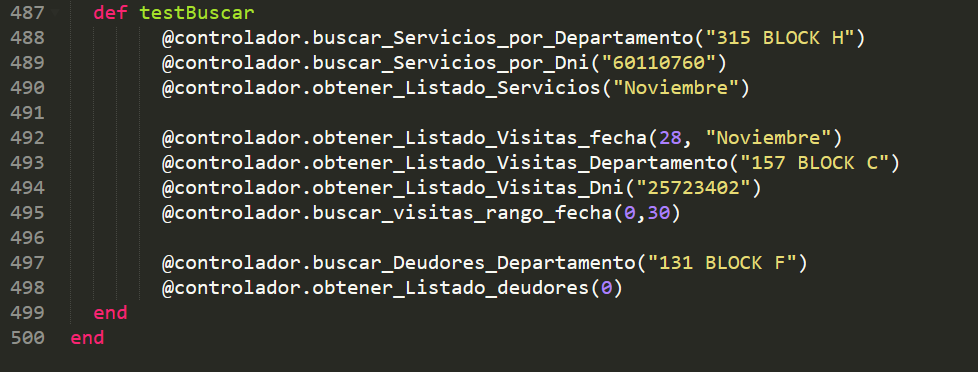 487 def testBuscar
488 @controlador.buscar_Servicios_por_Departamento("315 BLOCK H")
489 @controlador.buscar_Servicios_por_Dni("60110760")
490 @controlador.obtener_Listado_Servicios("Noviembre")
491
492 @controlador.obtener_Listado_Visitas_fecha(28, "Noviembre")
493 @controlador.obtener_Listado_Visitas_Departamento("157 BLOCK C")
494 @controlador.obtener_Listado_Visitas_Dni("25723402")
495 @controlador.buscar_visitas_rango_fecha(0,30)
496
497 @controlador.buscar_Deudores_Departamento("131 BLOCK F")
498 @controlador.obtener_Listado_deudores(0)
499 end
500 end